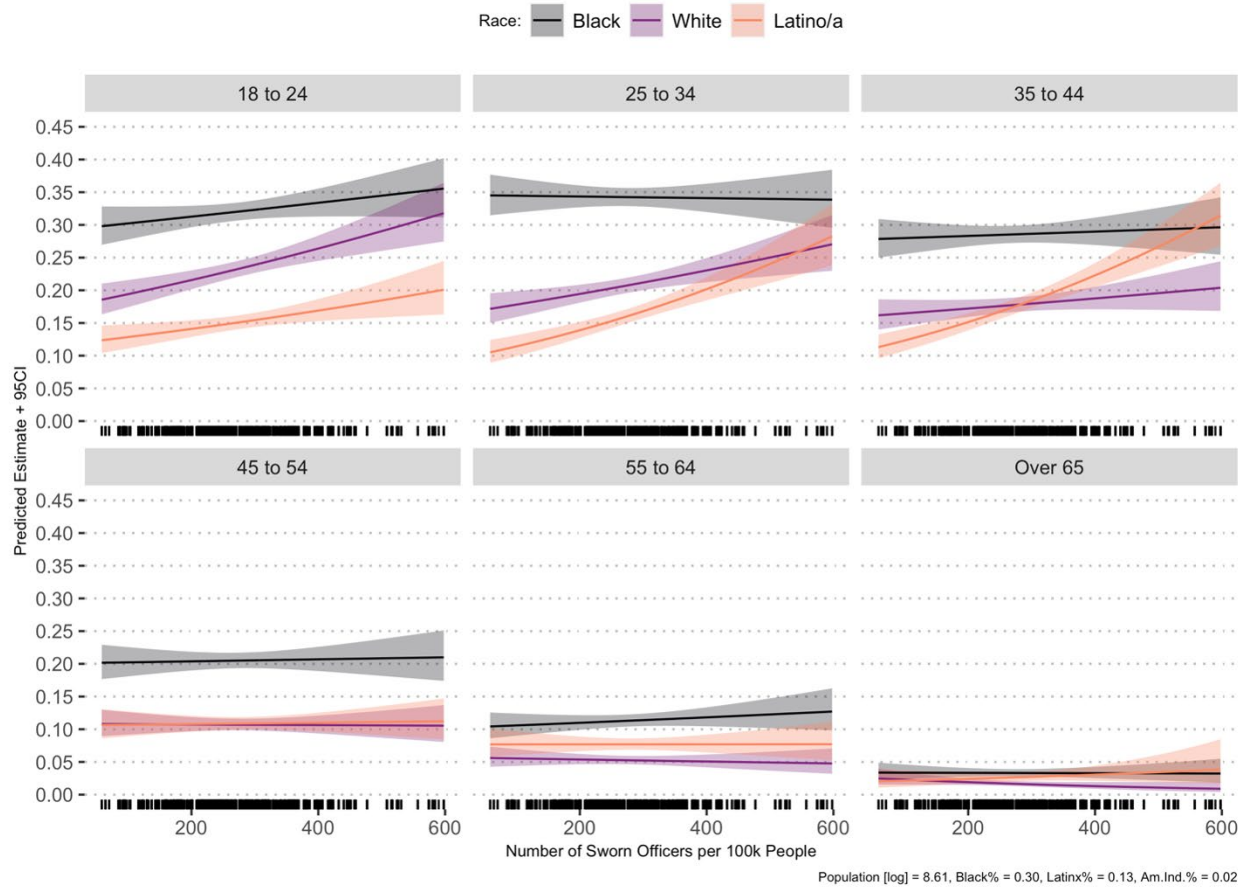 Race: Black White Latino/a
18 to 24 25 to 34 35 to 44
0.45
0.40
0.35
0.30
0.25
0.20
0.15
0.10
0.05
0.00
45 to 54 55 to 64 Over 65
0.45
0.40
0.35
0.30
0.25
0.20
0.15
0.10
0.05
0.00
Predicted Estimate + 95CI
200 400 600 200 400 600 200 400 600
Number of Sworn Officers per 100k People
Population [log] = 8.61, Black% = 0.30, Latinx% = 0.13, Am.Ind.% = 0.02